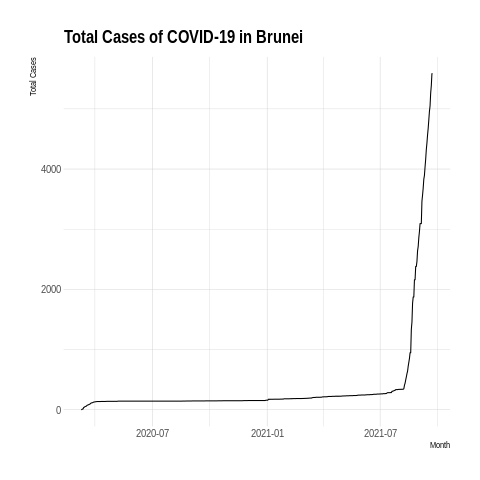 Total Cases of COVID-19 in Brunei
Total Cases
4000
2000
0
2020-07 2021-01 2021-07
Month